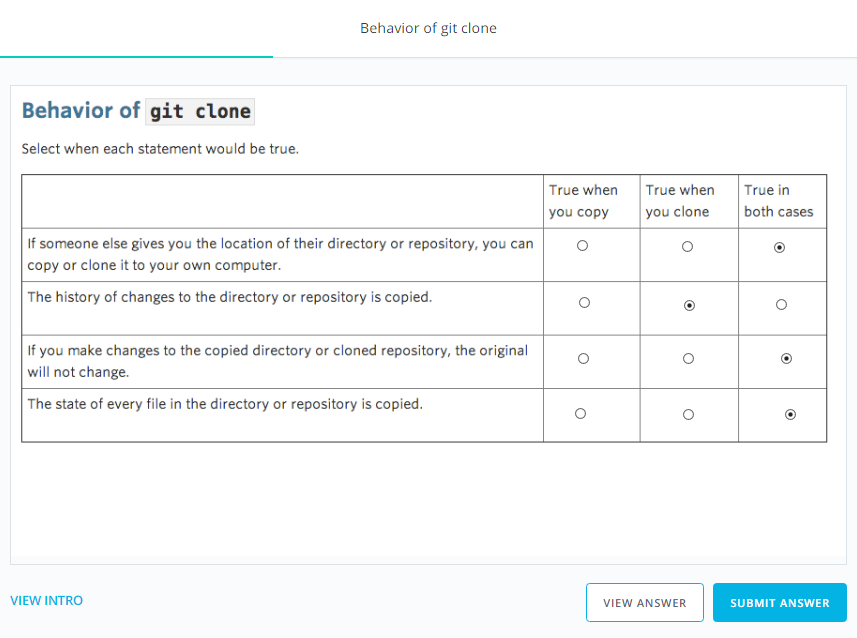 Behavior of git clone
Behavior of git clone
Select when each statement would be true.
True when
you copy
True when
you clone
True in
both cases
If someone else gives you the location of their directory or repository, you can
copy or clone it to your own computer.
The history of changes to the directory or repository is copied.
If you make changes to the copied directory or cloned repository, the original
will not change.
The state of every file in the directory or repository is copied.
VIEW INTRO
VIEW ANSWER
SUBMIT ANSWER